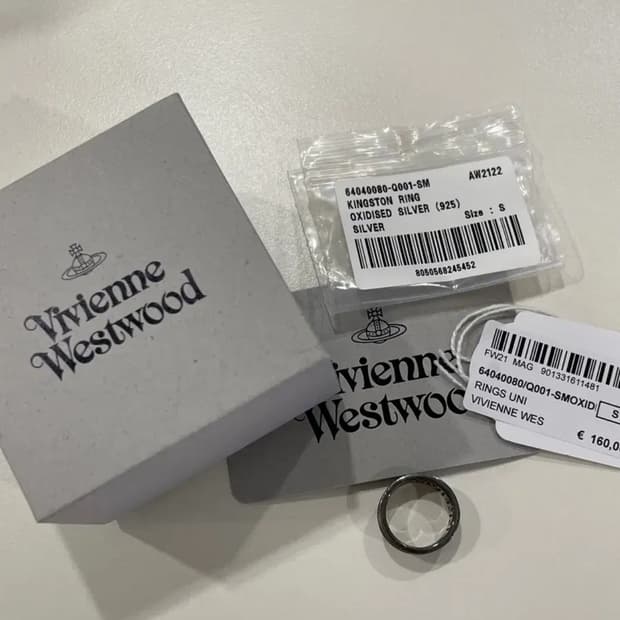 Vivienne
Westwood
64040080-Q001-SM AW2122
KINGSTON RING
OXIDISED SILVER (925)
SILVER Size : S
8050568245452
Vivienne
Westwood
FW21 MAG 901331611481
64040080/Q001-SMOXID S
RINGS UNI
VIVIENNE WES
€ 160,0